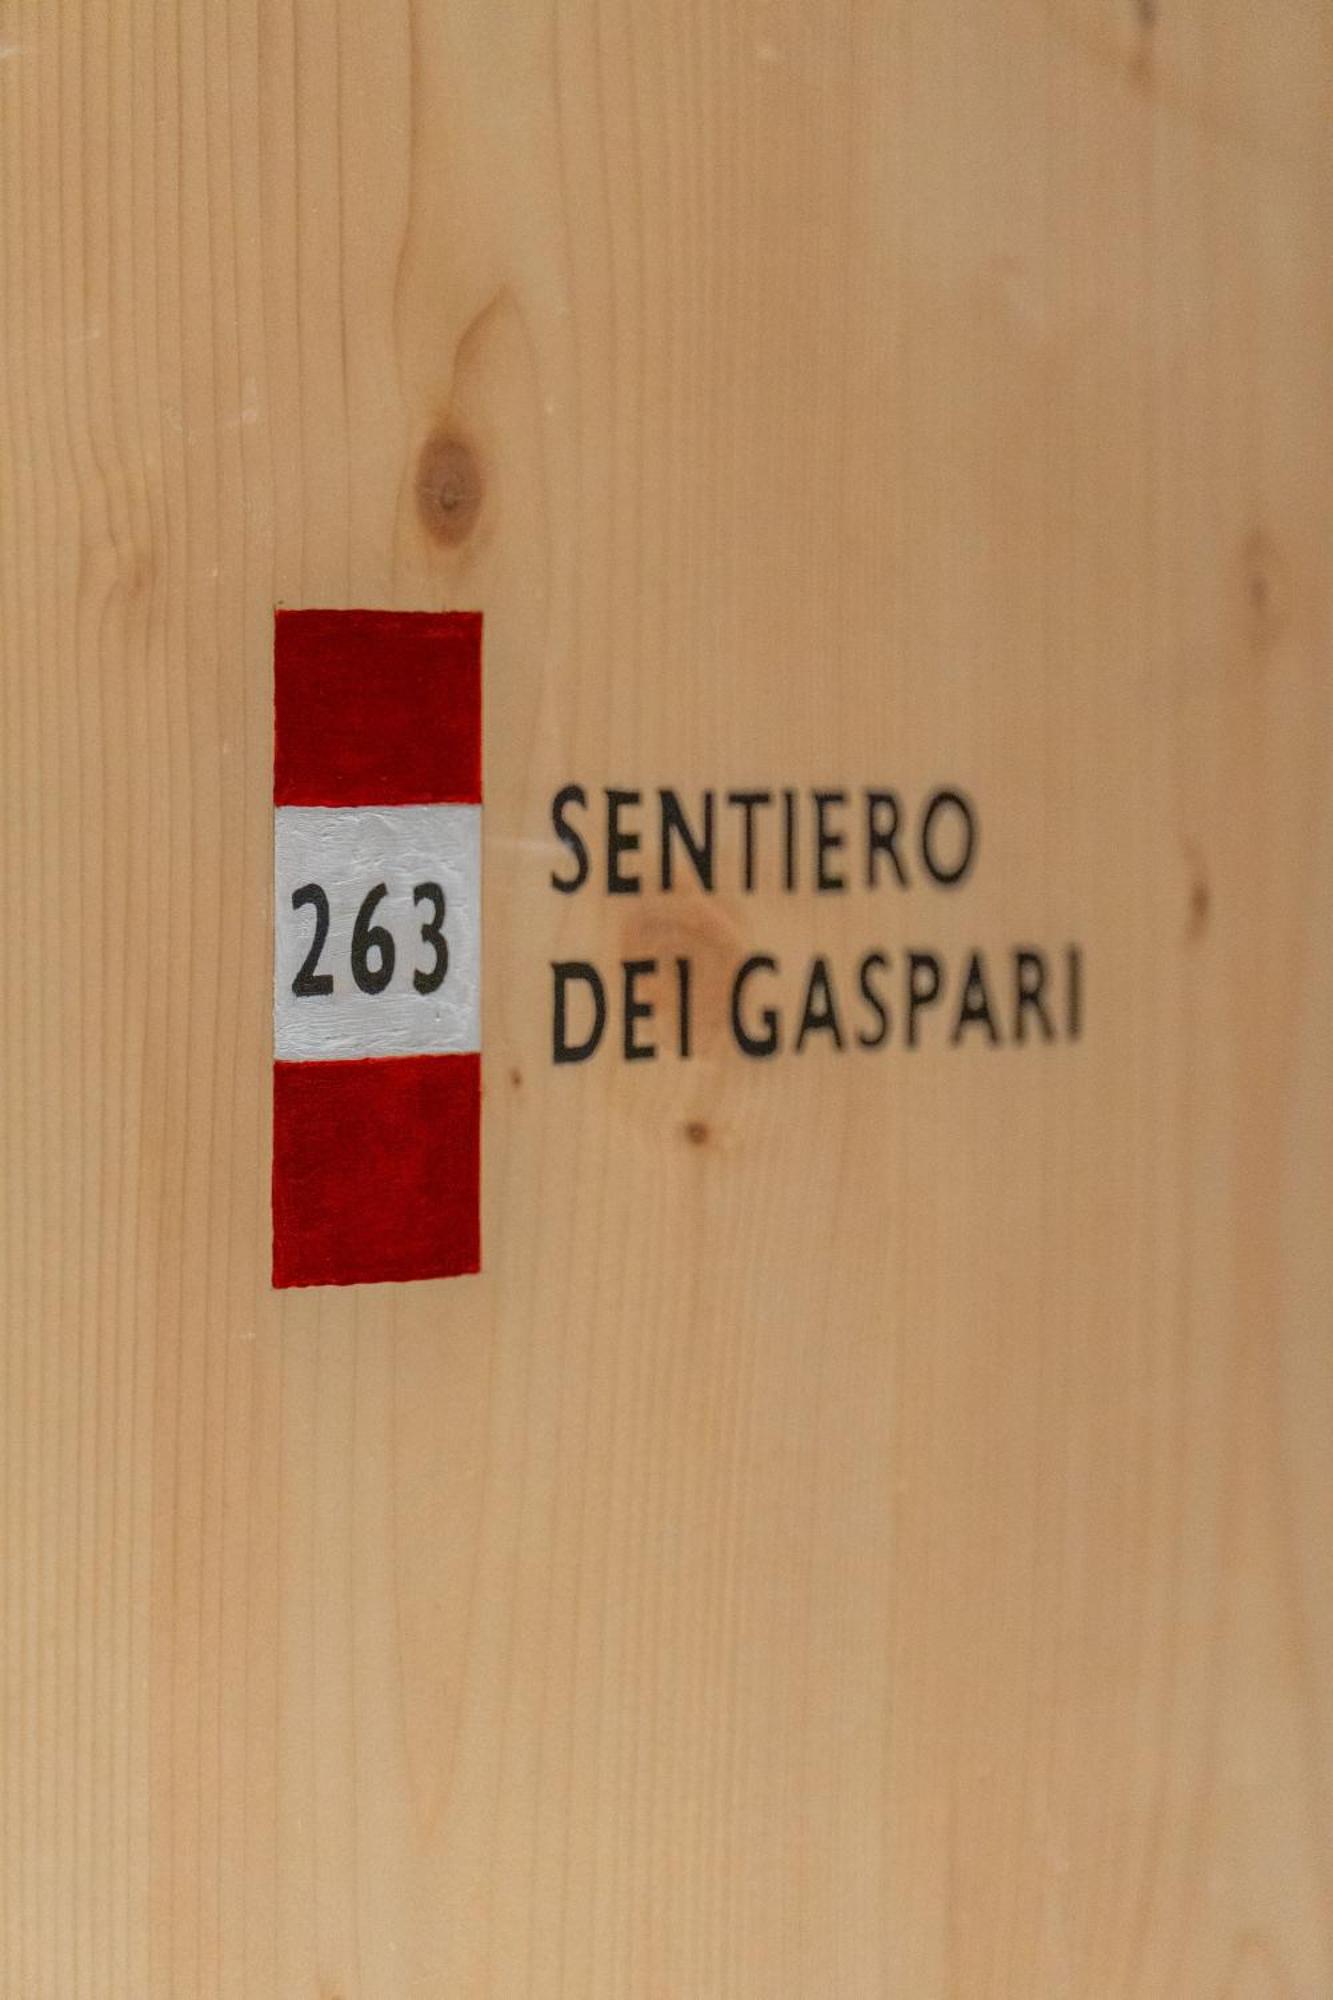 263
SENTIERO
DEI GASPARI